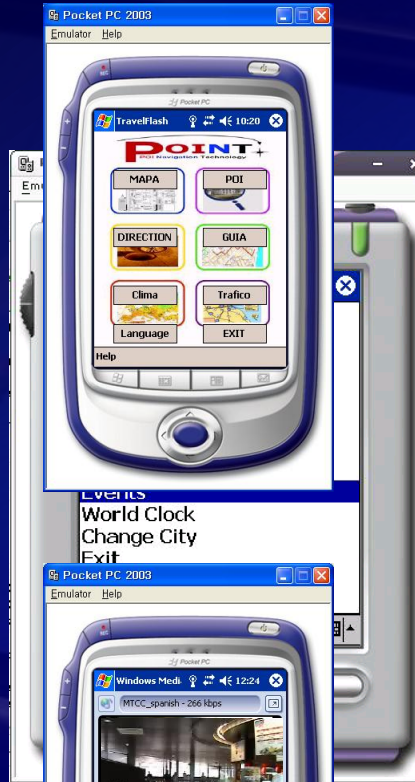 Pocket PC 2003
Emulator Help
Pocket PC
TravelFlash 10:20
POINT
POI Navigation Technology
MAPA POI
DIRECTION GUIA
Clima Trafico
Language EXIT
Help
Events
World Clock
Change City
Exit
Pocket PC 2003
Emulator Help
Pocket PC
Windows Medi 12:24
MTCC_spanish - 266 kbps